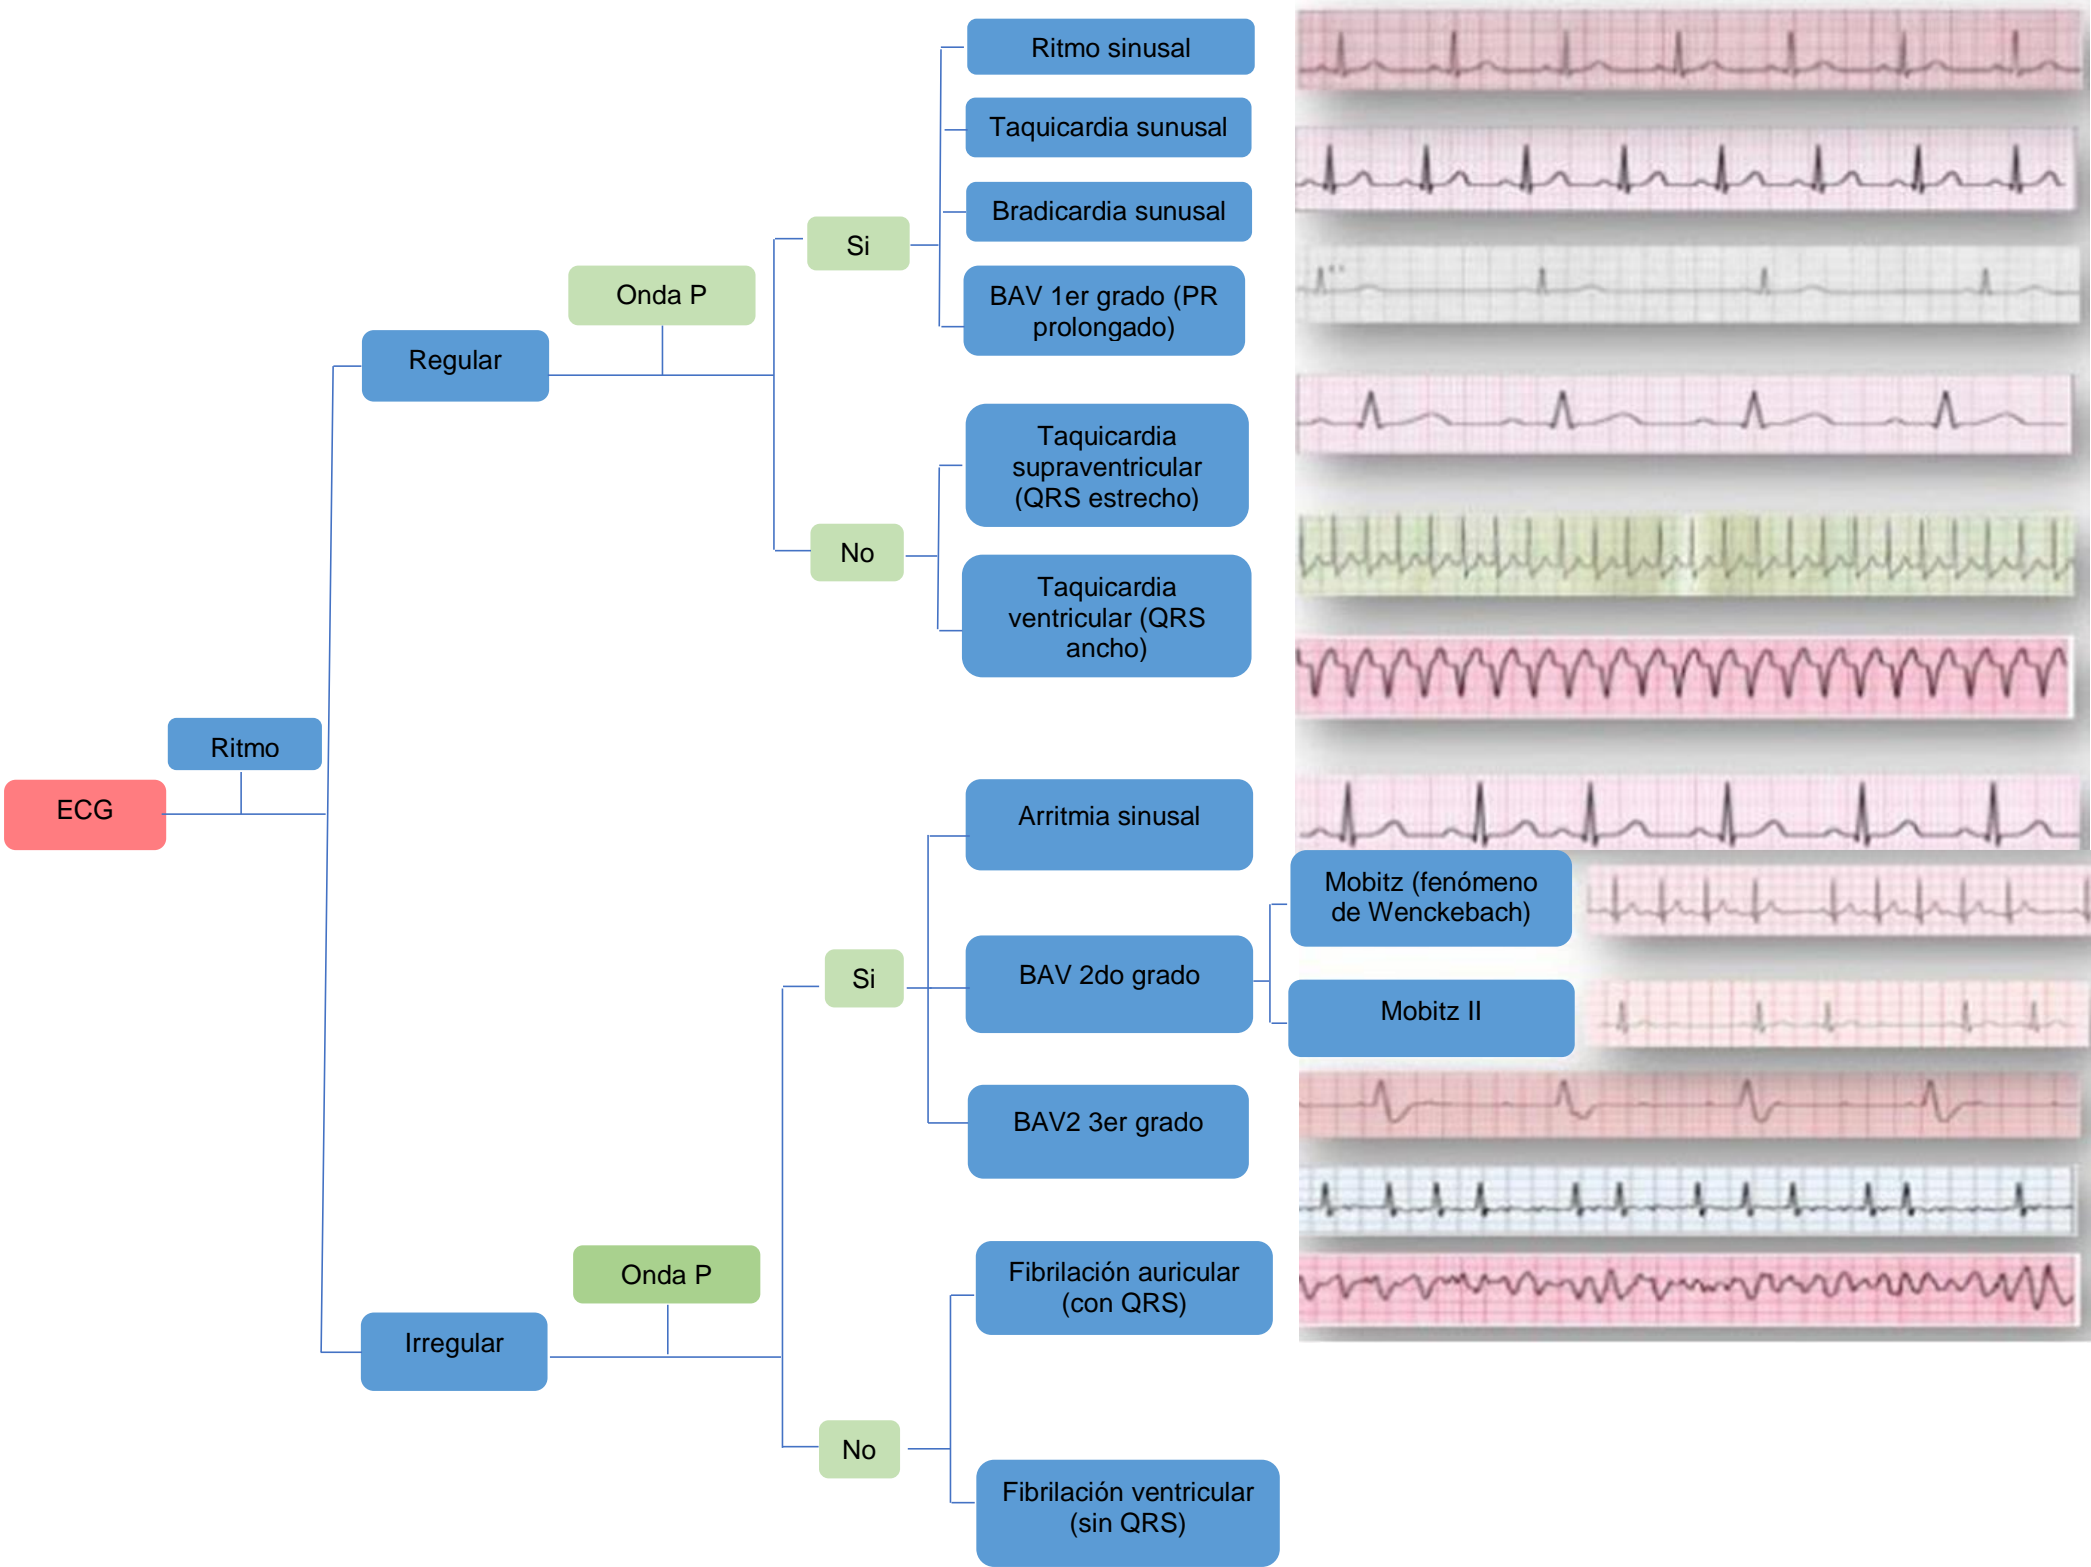 ECG
Ritmo
Regular
Onda P
Si
Ritmo sinusal
Taquicardia sunusal
Bradicardia sunusal
BAV 1er grado (PR
prolongado)
No
Taquicardia
supraventricular
(QRS estrecho)
Taquicardia
ventricular (QRS
ancho)
Irregular
Onda P
Si
Arritmia sinusal
BAV 2do grado
Mobitz (fenómeno
de Wenckebach)
Mobitz II
BAV2 3er grado
No
Fibrilación auricular
(con QRS)
Fibrilación ventricular
(sin QRS)